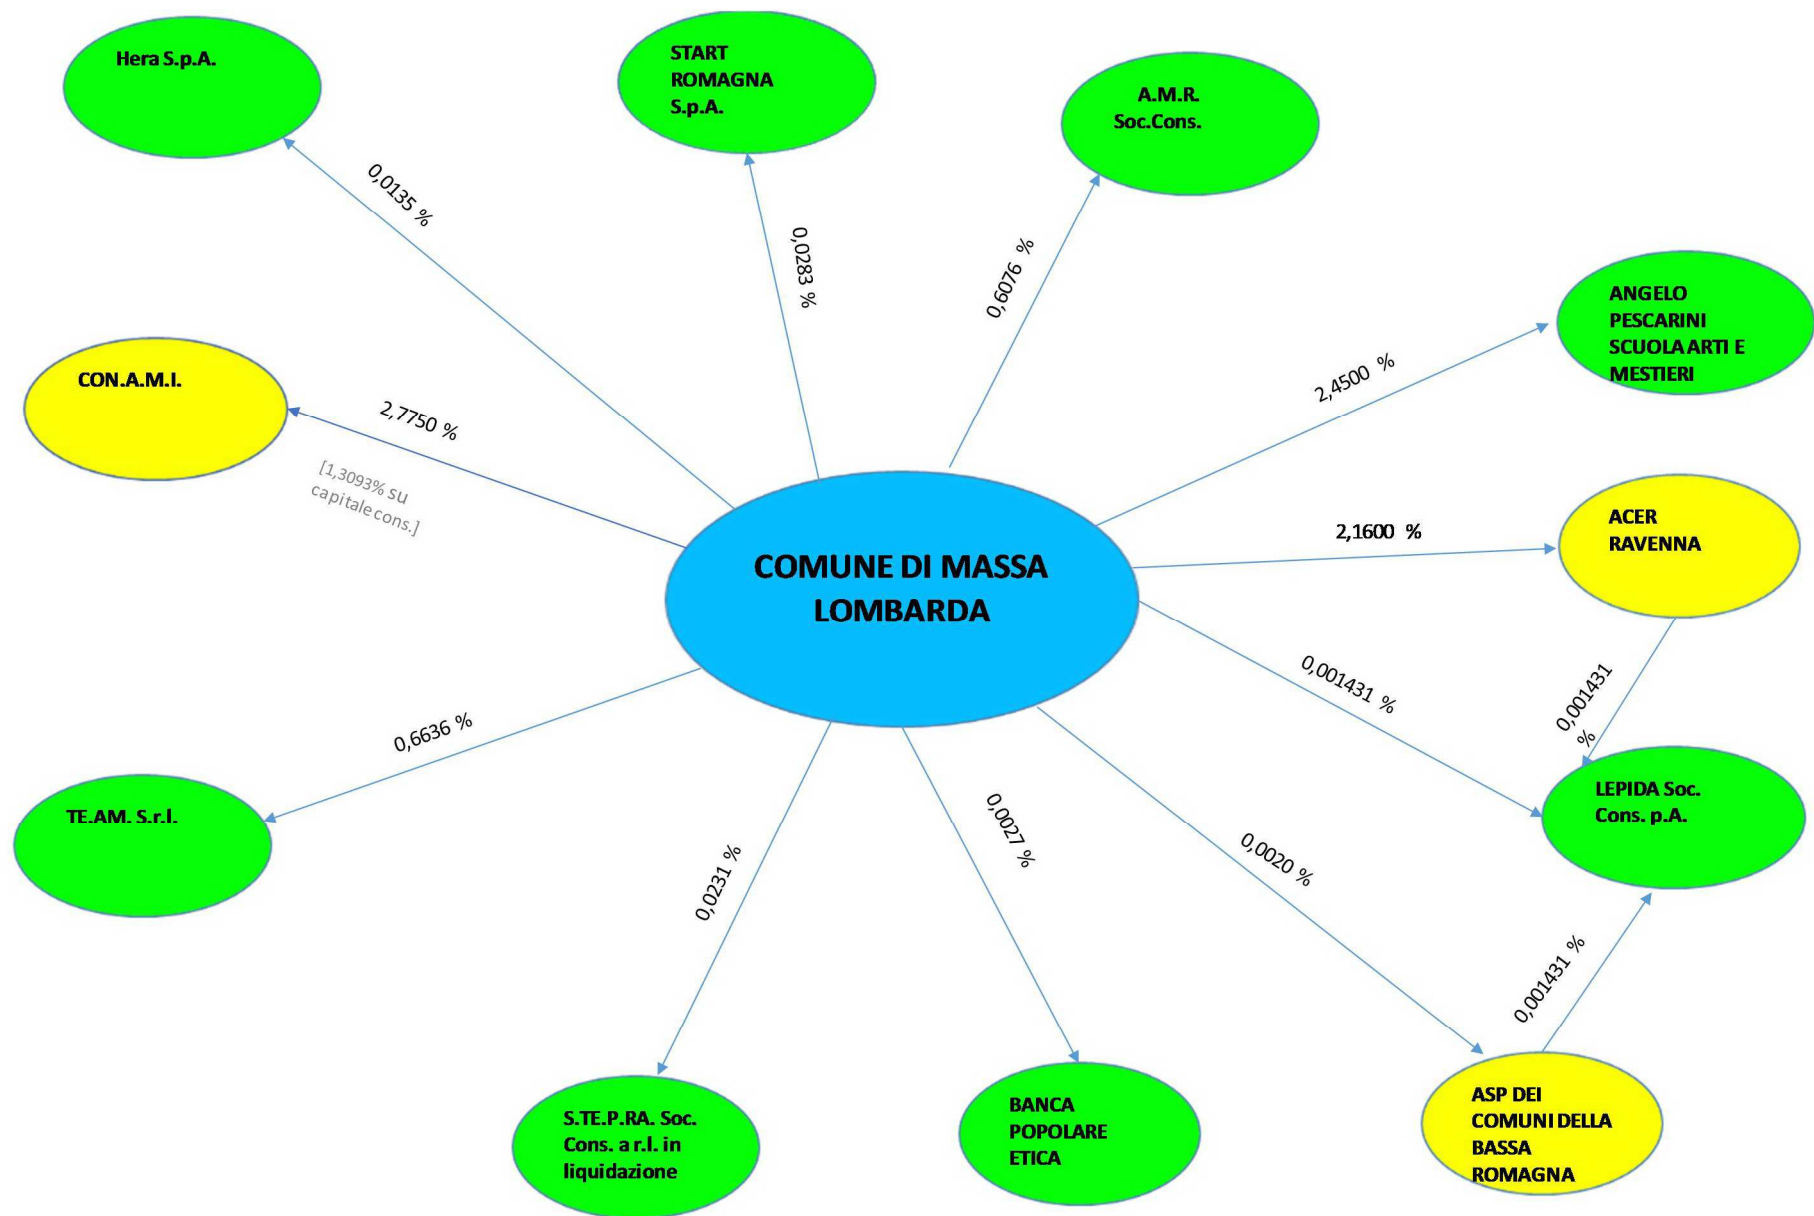 Hera S.p.A.
START
ROMAGNA
S.p.A.
A.M.R.
Soc.Cons.
0,0135 %
0,0283 %
0,6076 %
ANGELO
PESCARINI
SCUOLA ARTI E
MESTIERI
2,4500 %
CON.A.M.I.
2,7750 %
[1,3093% su
capitale cons.]
ACER
RAVENNA
2,1600 %
COMUNE DI MASSA
LOMBARDA
0,001431 %
0,001431
%
LEPIDA Soc.
Cons. p.A.
0,6636 %
TE.AM. S.r.l.
0,0231 %
0,0027 %
0,0020 %
0,001431 %
S.TE.P.RA. Soc.
Cons. a r.l. in
liquidazione
BANCA
POPOLARE
ETICA
ASP DEI
COMUNI DELLA
BASSA
ROMAGNA